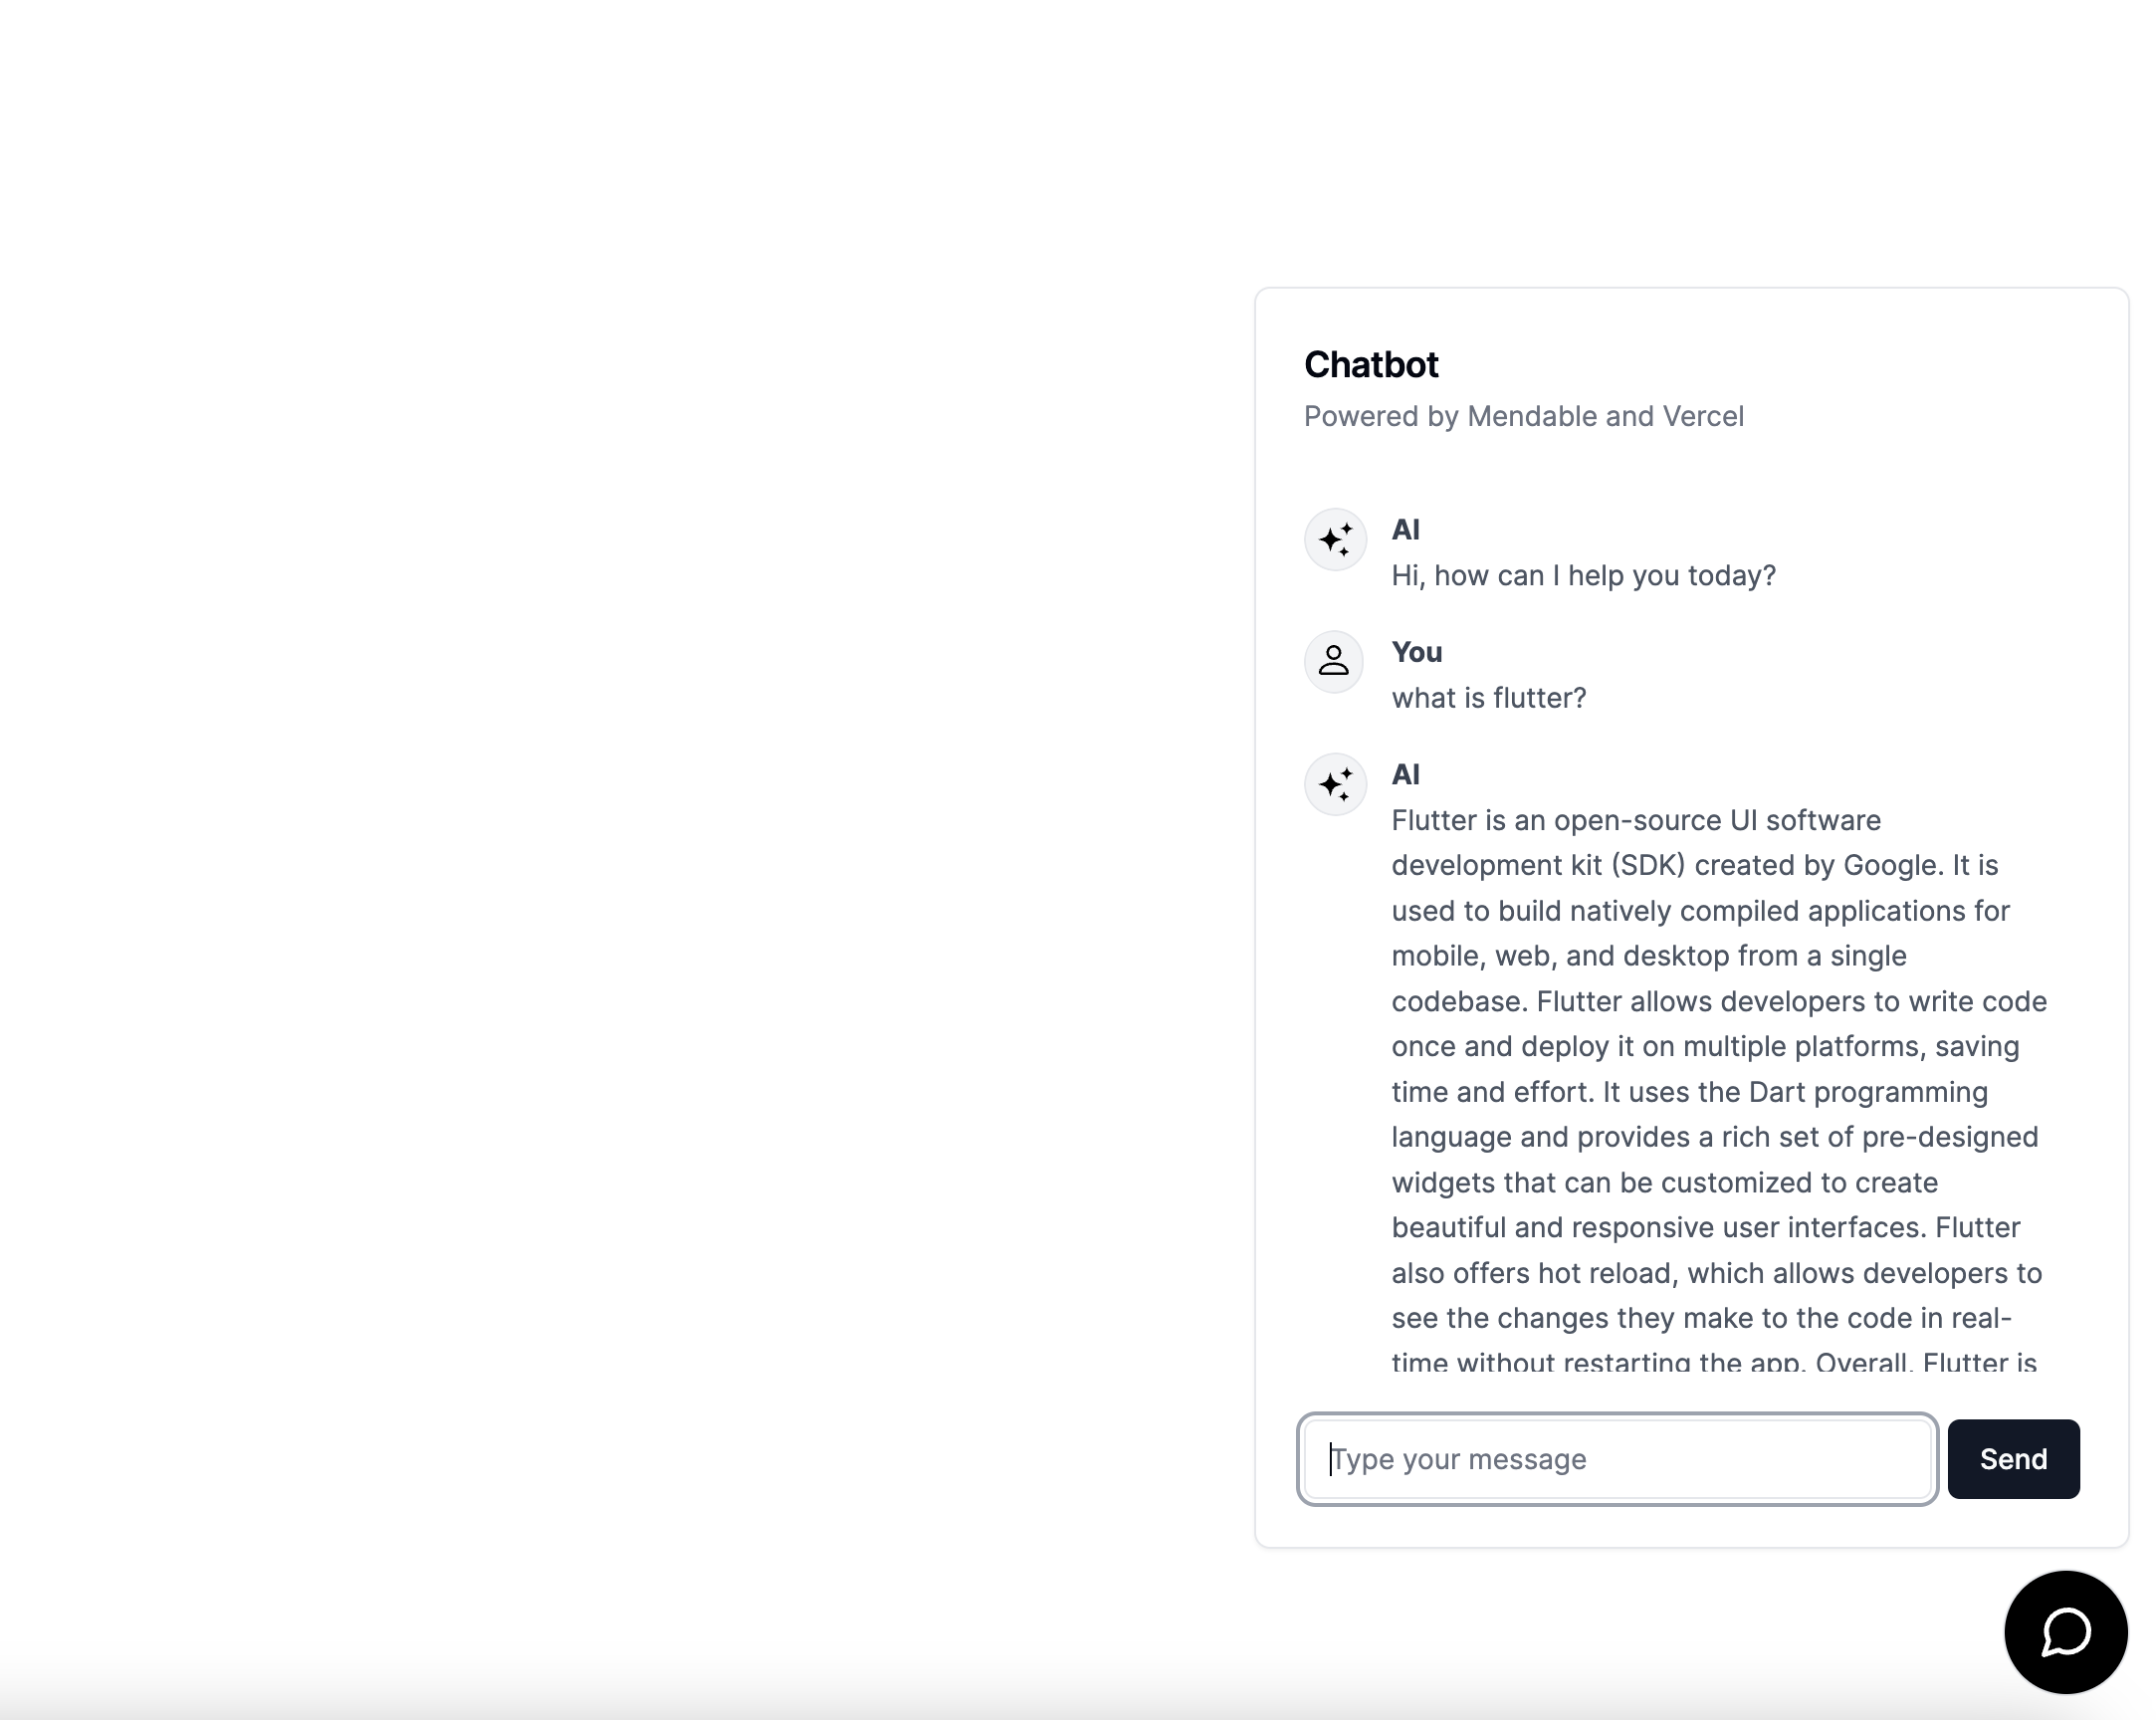 Chatbot
Powered by Mendable and Vercel
AI
Hi, how can I help you today?
You
what is flutter?
AI
Flutter is an open-source UI software
development kit (SDK) created by Google. It is
used to build natively compiled applications for
mobile, web, and desktop from a single
codebase. Flutter allows developers to write code
once and deploy it on multiple platforms, saving
time and effort. It uses the Dart programming
language and provides a rich set of pre-designed
widgets that can be customized to create
beautiful and responsive user interfaces. Flutter
also offers hot reload, which allows developers to
see the changes they make to the code in real-
time without restarting the app. Overall, Flutter is
Type your message
Send